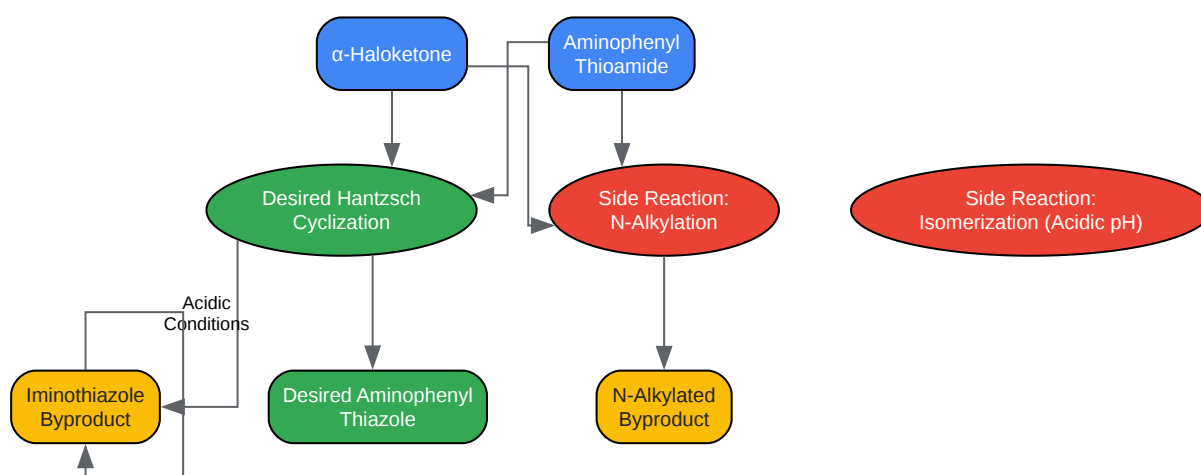 α-Haloketone
Aminophenyl
Thioamide
Desired Hantzsch
Cyclization
Side Reaction:
N-Alkylation
Side Reaction:
Isomerization (Acidic pH)
Acidic
Conditions
Iminothiazole
Byproduct
Desired Aminophenyl
Thiazole
N-Alkylated
Byproduct